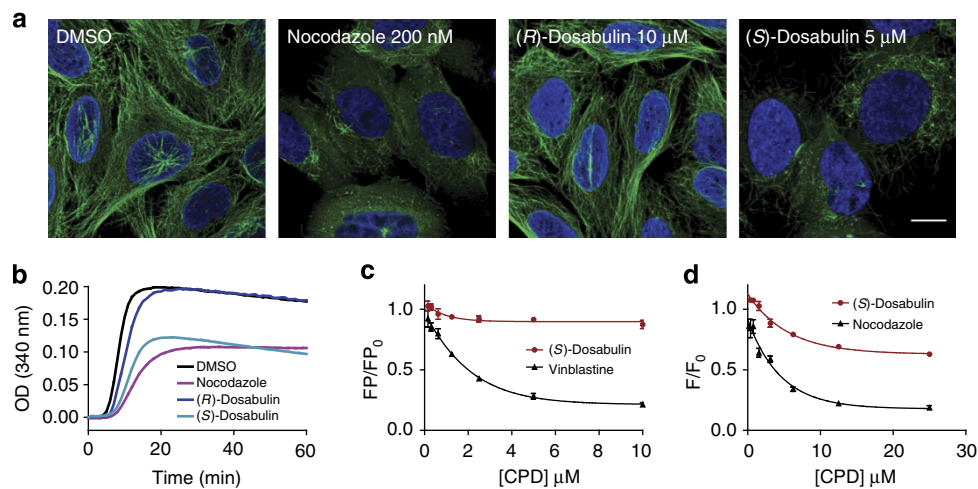 a
DMSO
Nocodazole 200 nM
(R)-Dosabulin 10 μM
(S)-Dosabulin 5 μM
b
OD (340 nm)
0.20
0.15
0.10
0.05
0.00
0 20 40 60
Time (min)
DMSO
Nocodazole
(R)-Dosabulin
(S)-Dosabulin
c
FP/FP0
1.0
0.5
0.0
0 2 4 6 8 10
[CPD] μM
(S)-Dosabulin
Vinblastine
d
F/F0
1.0
0.5
0.0
0 10 20 30
[CPD] μM
(S)-Dosabulin
Nocodazole